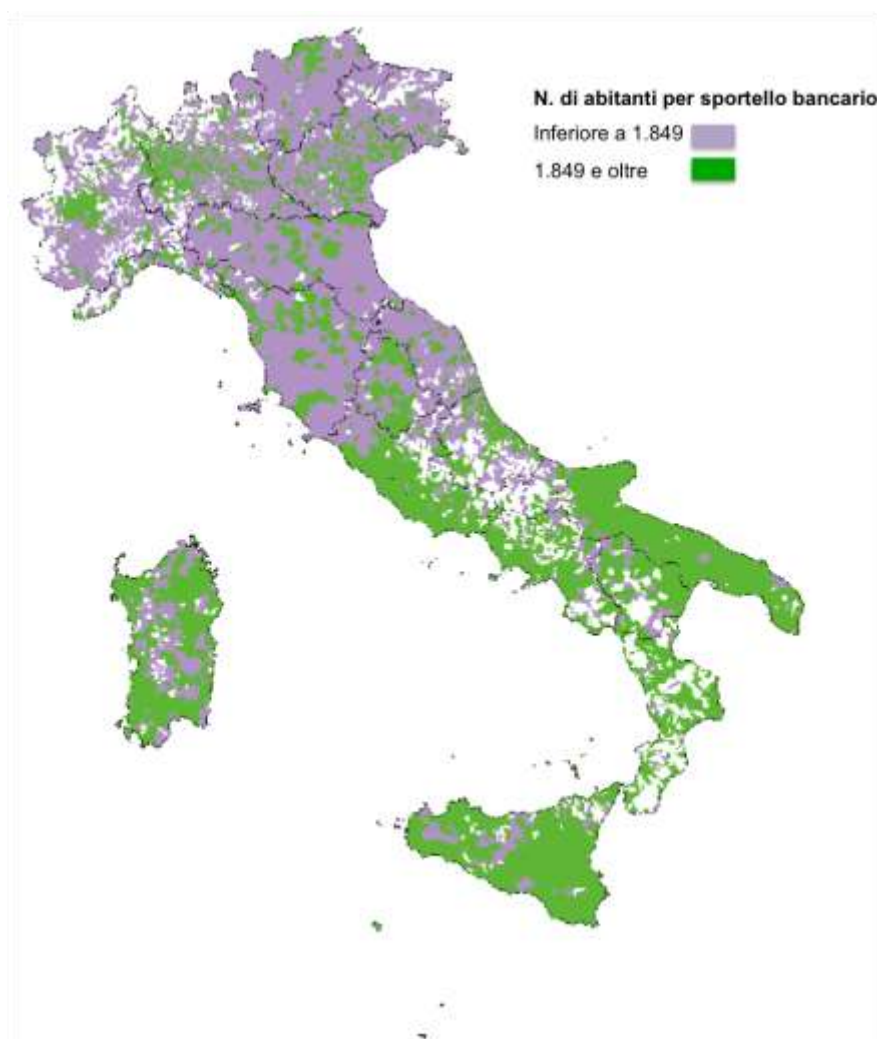 N. di abitanti per sportello bancario
Inferiore a 1.849
1.849 e oltre